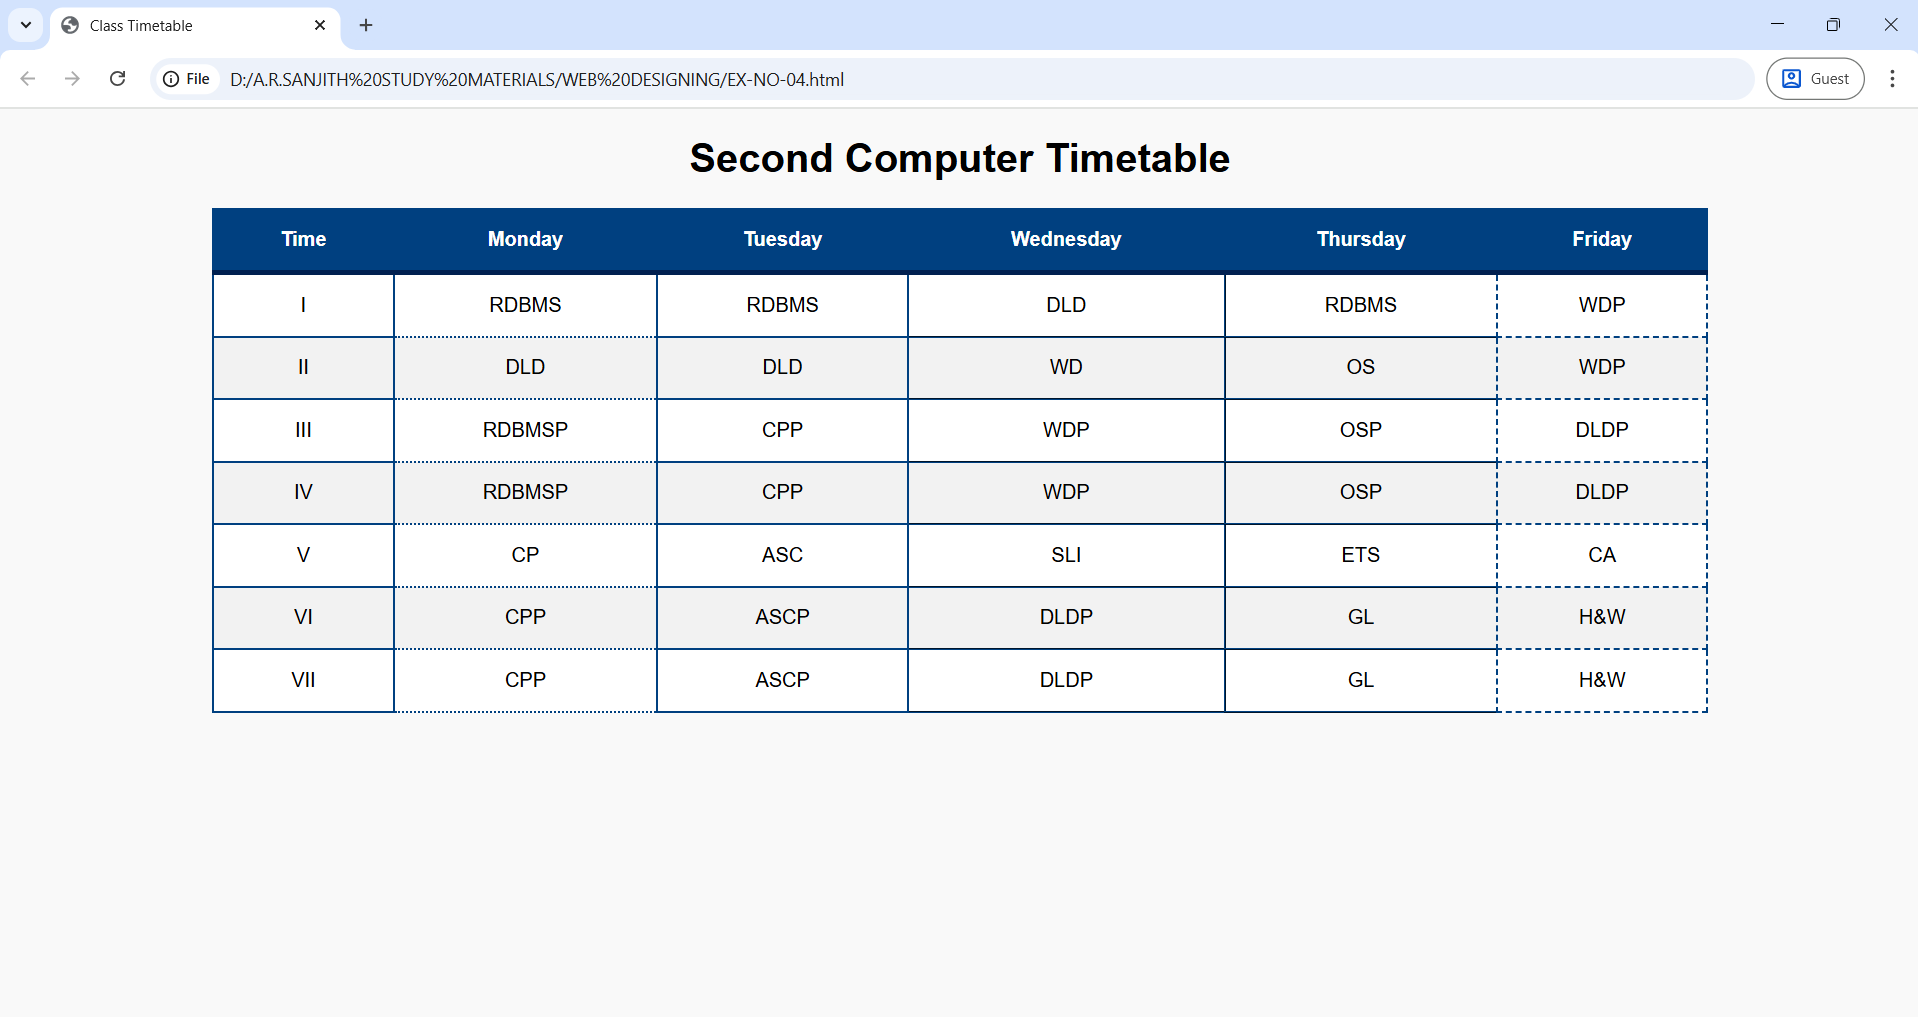 Class Timetable
File D:/A.R.SANJITH%20STUDY%20MATERIALS/WEB%20DESIGNING/EX-NO-04.html Guest
Second Computer Timetable
Time Monday Tuesday Wednesday Thursday Friday
I RDBMS RDBMS DLD RDBMS WDP
II DLD DLD WD OS WDP
III RDBMSP CPP WDP OSP DLDP
IV RDBMSP CPP WDP OSP DLDP
V CP ASC SLI ETS CA
VI CPP ASCP DLDP GL H&W
VII CPP ASCP DLDP GL H&W